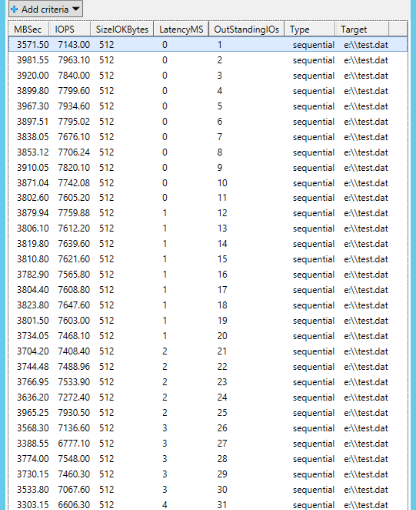 Add criteria
MBSec IOPS SizeIOKBytes LatencyMS OutStandingIOs Type Target
3571.50 7143.00 512 0 1 sequential e:\\test.dat
3981.55 7963.10 512 0 2 sequential e:\\test.dat
3920.00 7840.00 512 0 3 sequential e:\\test.dat
3899.80 7799.60 512 0 4 sequential e:\\test.dat
3967.30 7934.60 512 0 5 sequential e:\\test.dat
3897.51 7795.02 512 0 6 sequential e:\\test.dat
3838.05 7676.10 512 0 7 sequential e:\\test.dat
3853.12 7706.24 512 0 8 sequential e:\\test.dat
3910.05 7820.10 512 0 9 sequential e:\\test.dat
3871.04 7742.08 512 0 10 sequential e:\\test.dat
3802.60 7605.20 512 0 11 sequential e:\\test.dat
3879.94 7759.88 512 1 12 sequential e:\\test.dat
3806.10 7612.20 512 1 13 sequential e:\\test.dat
3819.80 7639.60 512 1 14 sequential e:\\test.dat
3810.80 7621.60 512 1 15 sequential e:\\test.dat
3782.90 7565.80 512 1 16 sequential e:\\test.dat
3804.40 7608.80 512 1 17 sequential e:\\test.dat
3823.80 7647.60 512 1 18 sequential e:\\test.dat
3801.50 7603.00 512 1 19 sequential e:\\test.dat
3734.05 7468.10 512 1 20 sequential e:\\test.dat
3704.20 7408.40 512 2 21 sequential e:\\test.dat
3744.48 7488.96 512 2 22 sequential e:\\test.dat
3766.95 7533.90 512 2 23 sequential e:\\test.dat
3636.20 7272.40 512 2 24 sequential e:\\test.dat
3965.25 7930.50 512 2 25 sequential e:\\test.dat
3568.30 7136.60 512 3 26 sequential e:\\test.dat
3388.55 6777.10 512 3 27 sequential e:\\test.dat
3774.00 7548.00 512 3 28 sequential e:\\test.dat
3730.15 7460.30 512 3 29 sequential e:\\test.dat
3533.80 7067.60 512 3 30 sequential e:\\test.dat
3303.15 6606.30 512 4 31 sequential e:\\test.dat